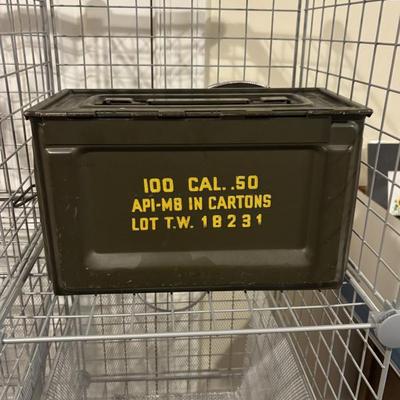 100 CAL. .50
API-M8 IN CARTONS
LOT T.W. 18231